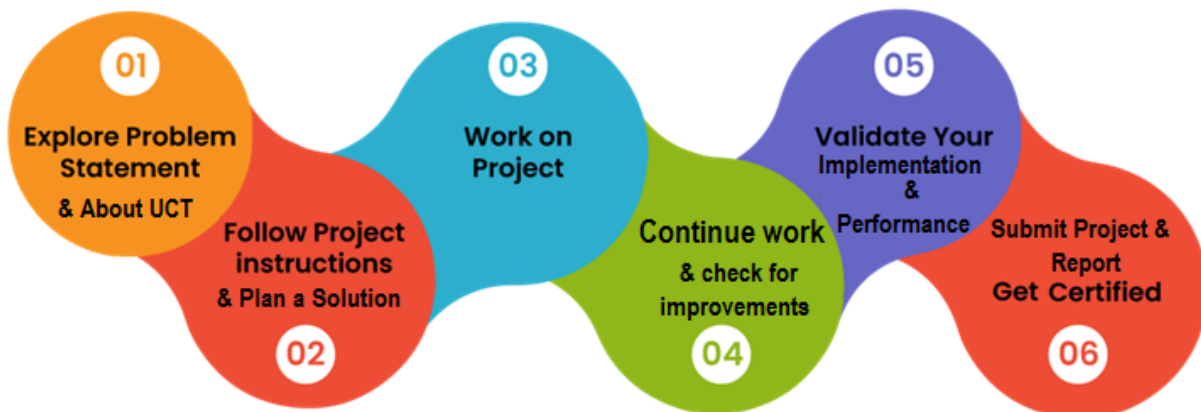 01
Explore Problem
Statement
& About UCT
Follow Project
instructions
& Plan a Solution
02
03
Work on
Project
Continue work
& check for
improvements
04
05
Validate Your
Implementation
&
Performance
Submit Project &
Report
Get Certified
06